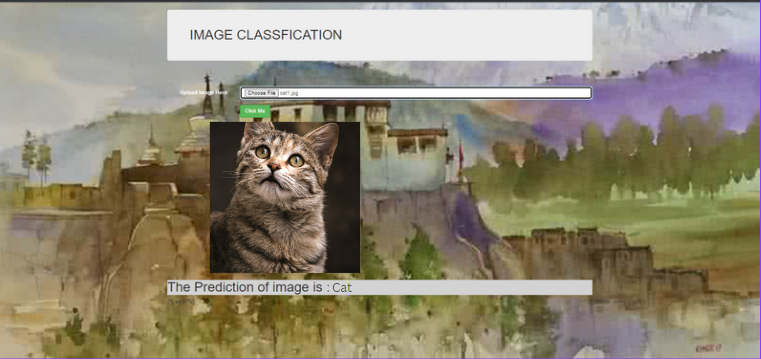 IMAGE CLASSFICATION
Upload Image Here:
Choose File cat1.jpg
Click Me
The Prediction of image is : Cat